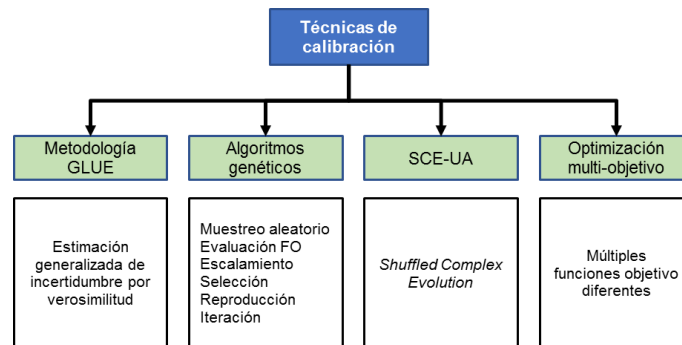 Técnicas de
calibración
Metodología
GLUE
Estimación
generalizada de
incertidumbre por
verosimilitud
Algoritmos
genéticos
Muestreo aleatorio
Evaluación FO
Escalamiento
Selección
Reproducción
Iteración
SCE-UA
Shuffled Complex
Evolution
Optimización
multi-objetivo
Múltiples
funciones objetivo
diferentes